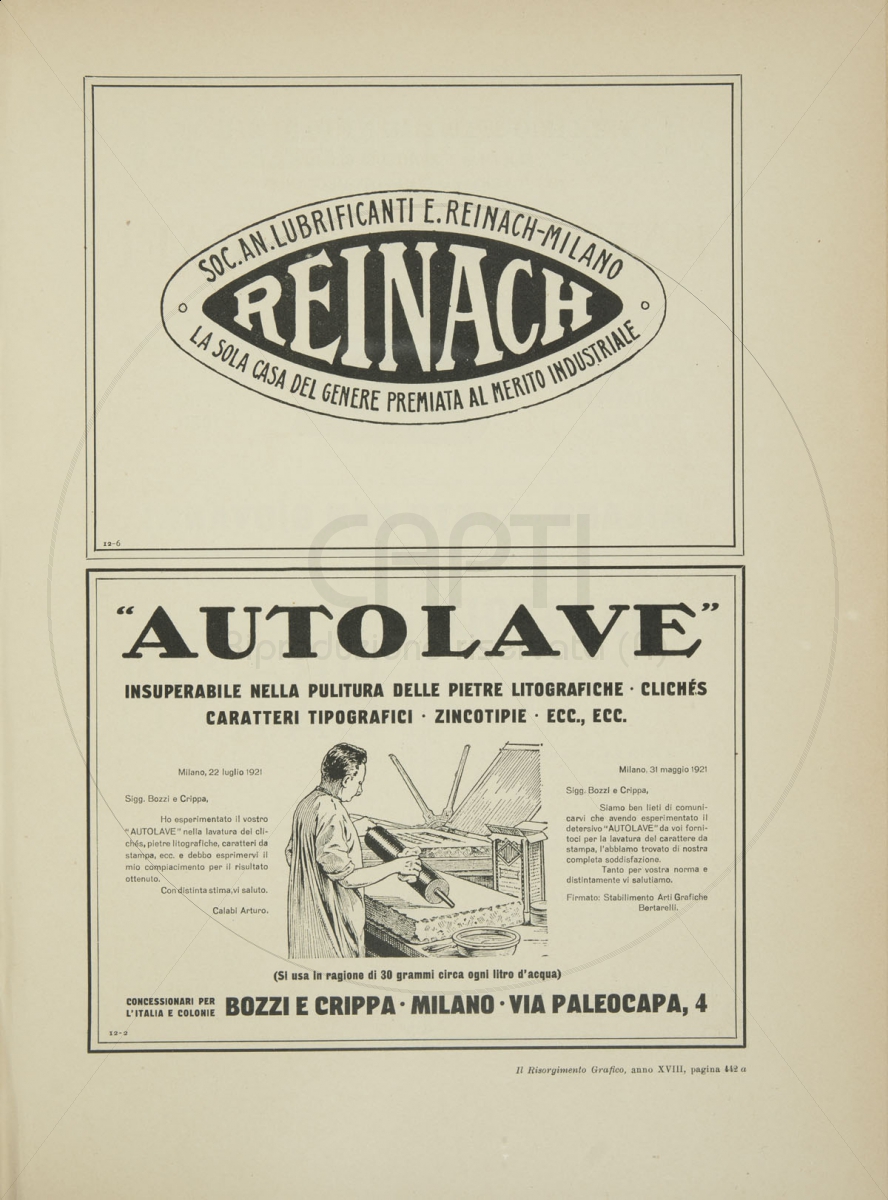 SOC.AN.LUBRIFICANTI E.REINACH-MILANO
REINACH
LA SOLA CASA DEL GENERE PREMIATA AL MERITO INDUSTRIALE
12-6
CAPTI
Riproduzione riservata
"AUTOLAVE"
INSUPERABILE NELLA PULITURA DELLE PIETRE LITOGRAFICHE · CLICHÉS
CARATTERI TIPOGRAFICI · ZINCOTIPIE · ECC., ECC.
Milano, 22 luglio 1921
Sigg. Bozzi e Crippa,
Ho esperimentato il vostro
"AUTOLAVE" nella lavatura dei cli-
chés, pietre litografiche, caratteri da
stampa, ecc. e debbo esprimervi il
mio compiacimento per il risultato
ottenuto.
Con distinta stima,vi saluto.
Calabi Arturo.
Milano. 31 maggio 1921
Sigg. Bozzi e Crippa,
Siamo ben lieti di comuni-
carvi che avendo esperimentato il
detersivo "AUTOLAVE" da voi forni-
toci per la lavatura del carattere da
stampa, l'abbiamo trovato di nostra
completa soddisfazione.
Tanto per vostra norma e
distintamente vi salutiamo.
Firmato: Stabilimento Arti Grafiche
Bertarelli.
(Si usa in ragione di 30 grammi circa ogni litro d'acqua)
CONCESSIONARI PER
L'ITALIA E COLONIE
BOZZI E CRIPPA · MILANO · VIA PALEOCAPA, 4
12-2
Il Risorgimento Grafico, anno XVIII, pagina 442 a